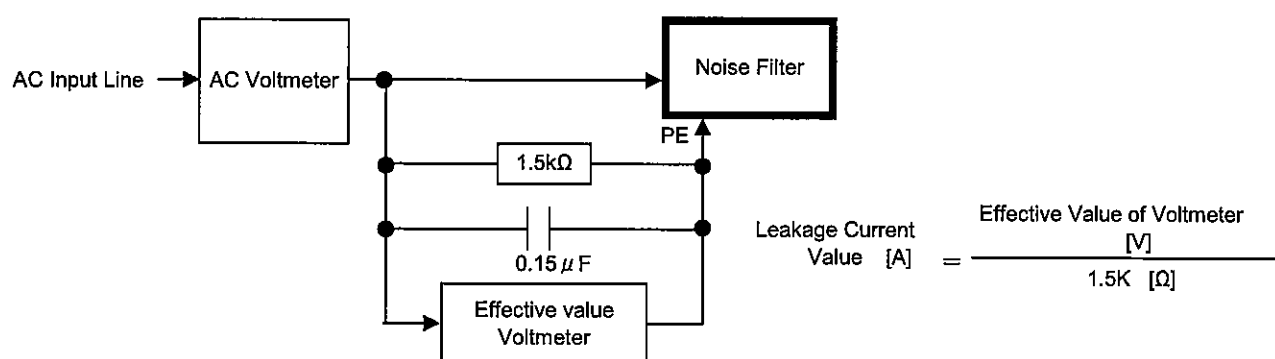 AC Input Line
AC Voltmeter
Noise Filter
PE
1.5kΩ
0.15μF
Effective value
Voltmeter
Leakage Current
Value [A]
=
Effective Value of Voltmeter
[V]
1.5K [Ω]